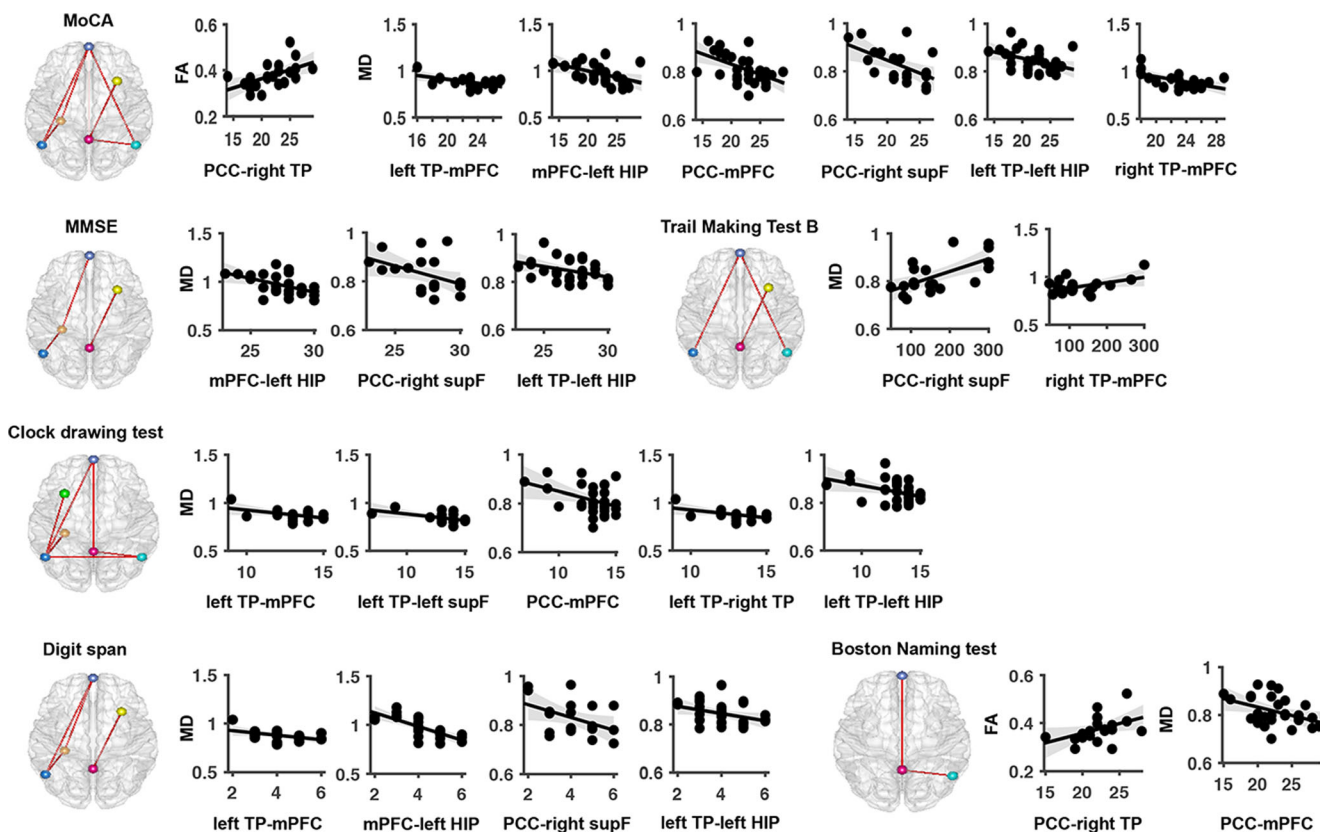 MoCA
FA
0.6
0.4
0.2
15 20 25
PCC-right TP
MD
1.5
1
0.5
16 20 24
left TP-mPFC
1.5
1
0.5
15 20 25
mPFC-left HIP
1
0.8
0.6
15 20 25
PCC-mPFC
1
0.8
0.6
15 20 25
PCC-right supF
1
0.8
0.6
15 20 25
left TP-left HIP
1.5
1
0.5
20 24 28
right TP-mPFC
MMSE
MD
1.5
1
0.5
25 30
mPFC-left HIP
1
0.8
0.6
25 30
PCC-right supF
1
0.8
0.6
25 30
left TP-left HIP
Trail Making Test B
MD
1
0.8
0.6
100 200 300
PCC-right supF
1.5
1
0.5
100 200 300
right TP-mPFC
Clock drawing test
MD
1.5
1
0.5
10 15
left TP-mPFC
1.5
1
0.5
10 15
left TP-left supF
1
0.8
0.6
10 15
PCC-mPFC
1.5
1
0.5
10 15
left TP-right TP
1
0.8
0.6
10 15
left TP-left HIP
Digit span
MD
1.5
1
0.5
2 4 6
left TP-mPFC
1.5
1
0.5
2 4 6
mPFC-left HIP
1
0.8
0.6
2 4 6
PCC-right supF
1
0.8
0.6
2 4 6
left TP-left HIP
Boston Naming test
FA
0.6
0.4
0.2
15 20 25
PCC-right TP
MD
1
0.8
0.6
15 20 25
PCC-mPFC